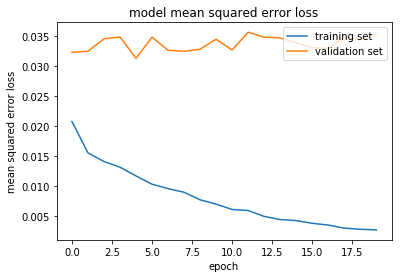 model mean squared error loss
training set
validation set
0.035
0.030
0.025
0.020
0.015
0.010
0.005
mean squared error loss
0.0 2.5 5.0 7.5 10.0 12.5 15.0 17.5
epoch